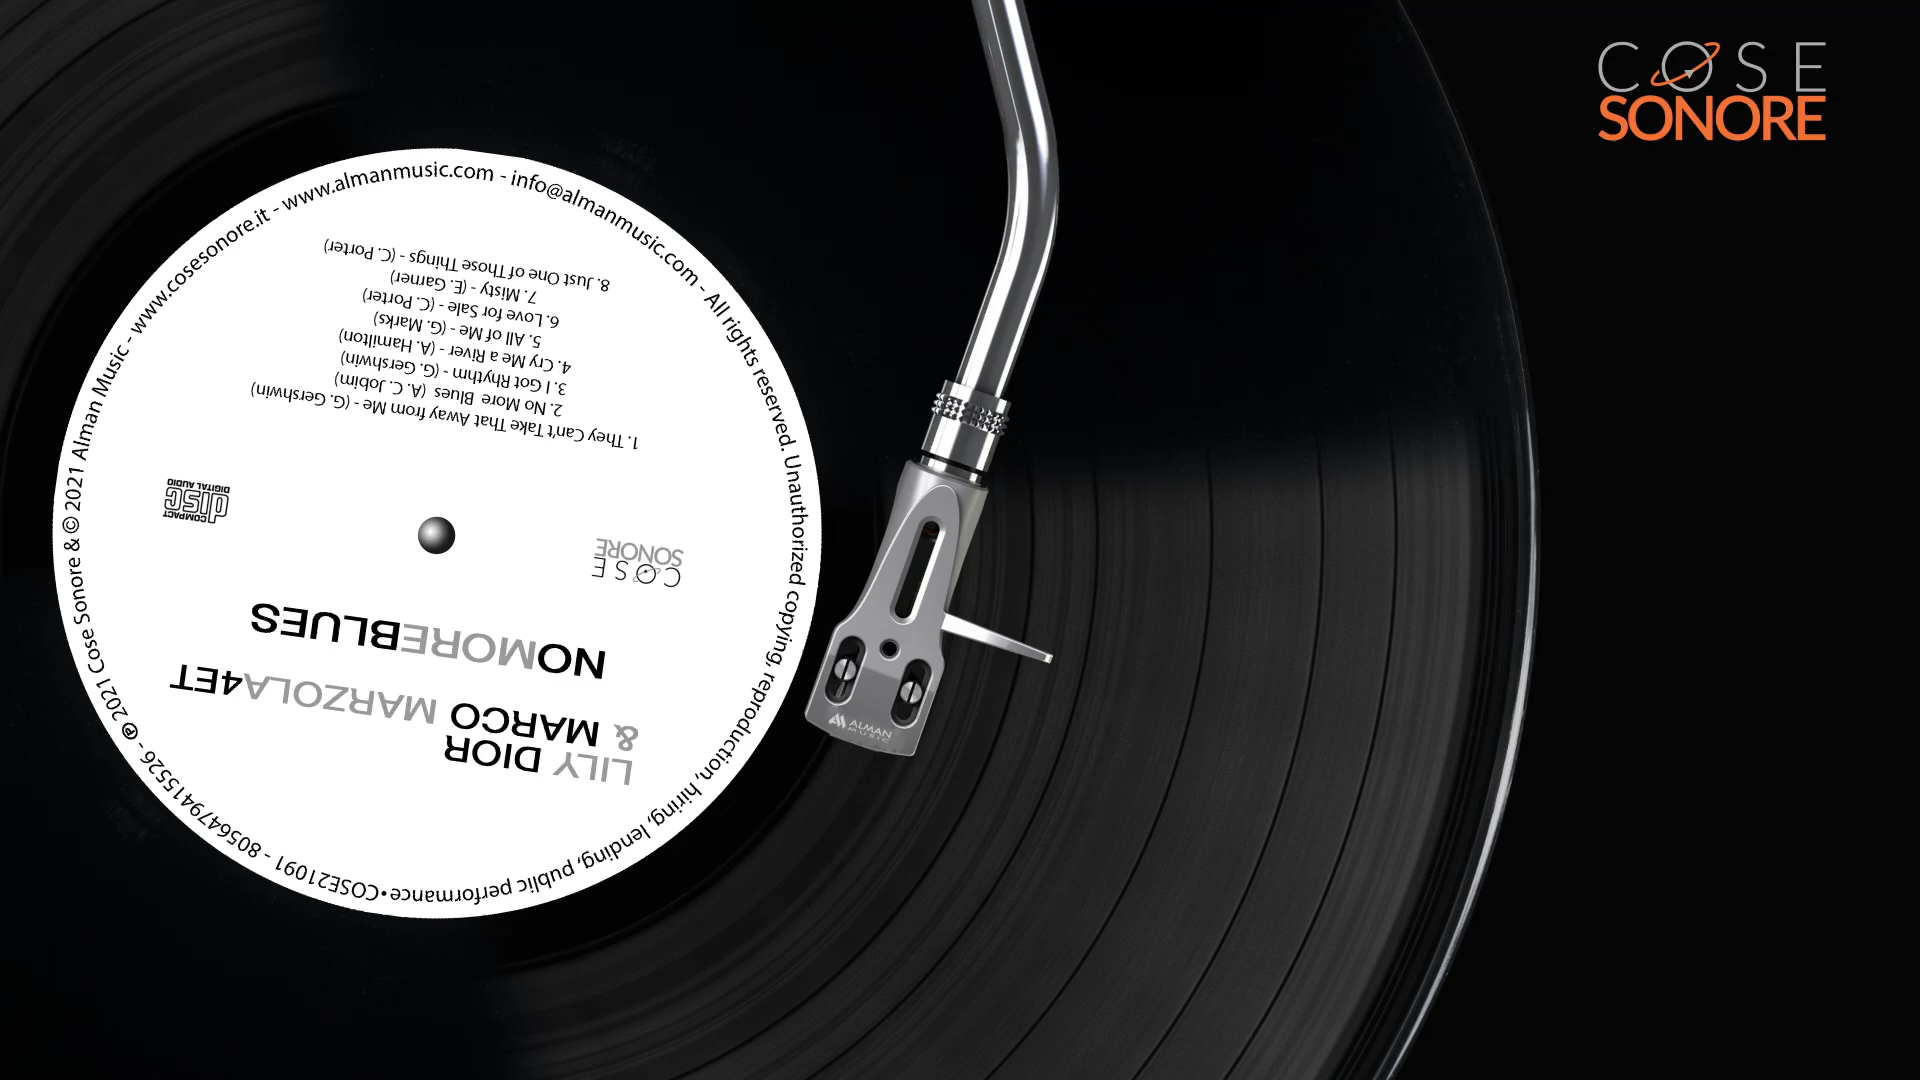 COSE
SONORE
LILY DIOR
& MARCO MARZOLA4ET
NOMOREBLUES
COSE
SONORE
COMPACT
disc
DIGITAL AUDIO
1. They Can't Take That Away from Me - (G. Gershwin)
2. No More Blues (A. C. Jobim)
3. I Got Rhythm - (G. Gershwin)
4. Cry Me a River - (A. Hamilton)
5. All of Me - (G. Marks)
6. Love for Sale - (C. Porter)
7. Misty - (E. Garner)
8. Just One of Those Things - (C. Porter)
℗ 2021 Cose Sonore & © 2021 Alman Music - www.cosesonore.it - www.almanmusic.com - info@almanmusic.com - All rights reserved. Unauthorized copying, reproduction, hiring, lending, public performance•COSE21091 - 8056479415526 -
ALMAN
MUSIC